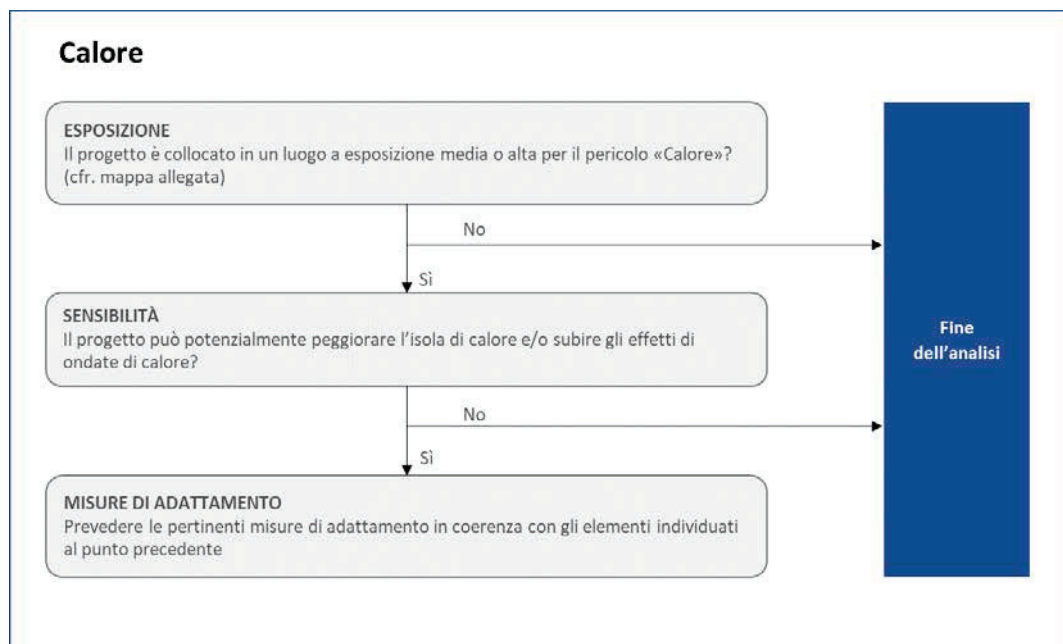 Calore
ESPOSIZIONE
Il progetto è collocato in un luogo a esposizione media o alta per il pericolo «Calore»?
(cfr. mappa allegata)
No
Sì
SENSIBILITÀ
Il progetto può potenzialmente peggiorare l'isola di calore e/o subire gli effetti di
ondate di calore?
Fine
dell'analisi
No
Sì
MISURE DI ADATTAMENTO
Prevedere le pertinenti misure di adattamento in coerenza con gli elementi individuati
al punto precedente